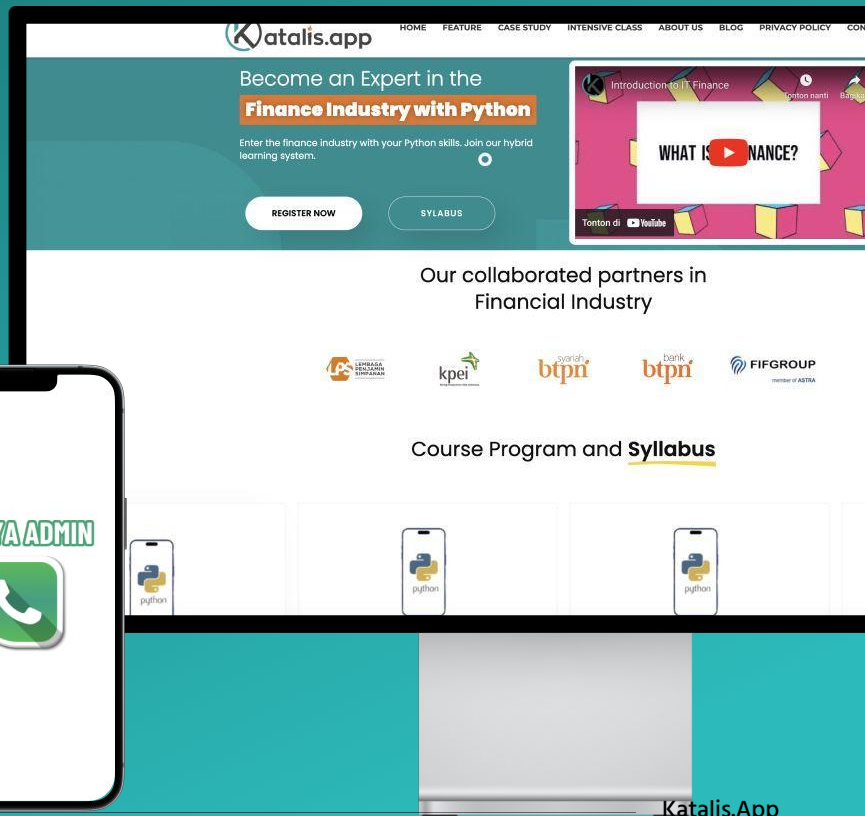 Katalis.app
HOME FEATURE CASE STUDY INTENSIVE CLASS ABOUT US BLOG PRIVACY POLICY
Become an Expert in the
Finance Industry with Python
Enter the finance industry with your Python skills. Join our hybrid
learning system.
REGISTER NOW SYLABUS
Introduction to IT Finance
Tonton nanti
WHAT IS NANCE?
Tonton di YouTube
Our collaborated partners in
Financial Industry
LPS LEMBAGA
PENJAMIN
SIMPANAN
kpei
syariah
btpn
bank
btpn
FIFGROUP
member of ASTRA
Course Program and Syllabus
YA ADMIN
python
python
python
Katalis.App